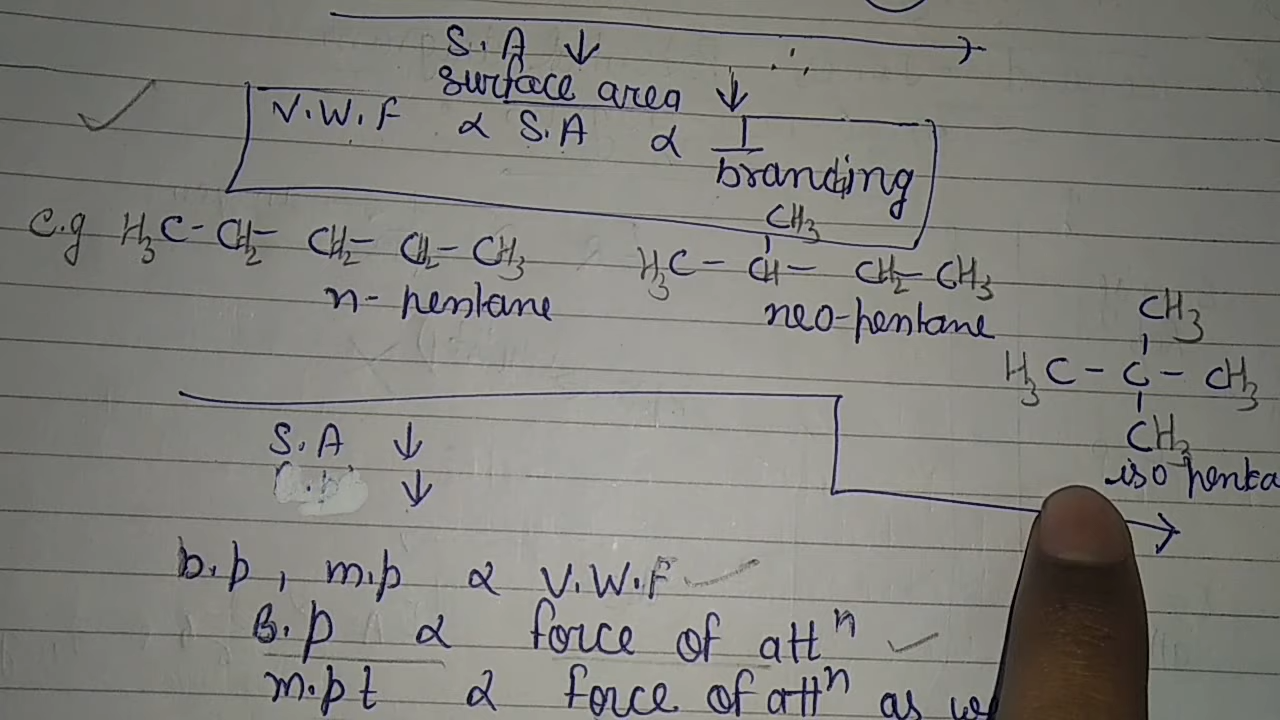 S.A ↓ ∴
surface area ↓
V.W.F ∝ S.A ∝ 1/branding
CH3
e.g H3C-CH2-CH2-CH2-CH3 H3C-CH-CH2-CH3
n-pentane neo-pentane
CH3
H3C-C-CH3
CH3
iso penta
S.A ↓
↓
b.p, m.p ∝ V.W.F
B.p ∝ force of attⁿ
m.pt ∝ force of attⁿ as